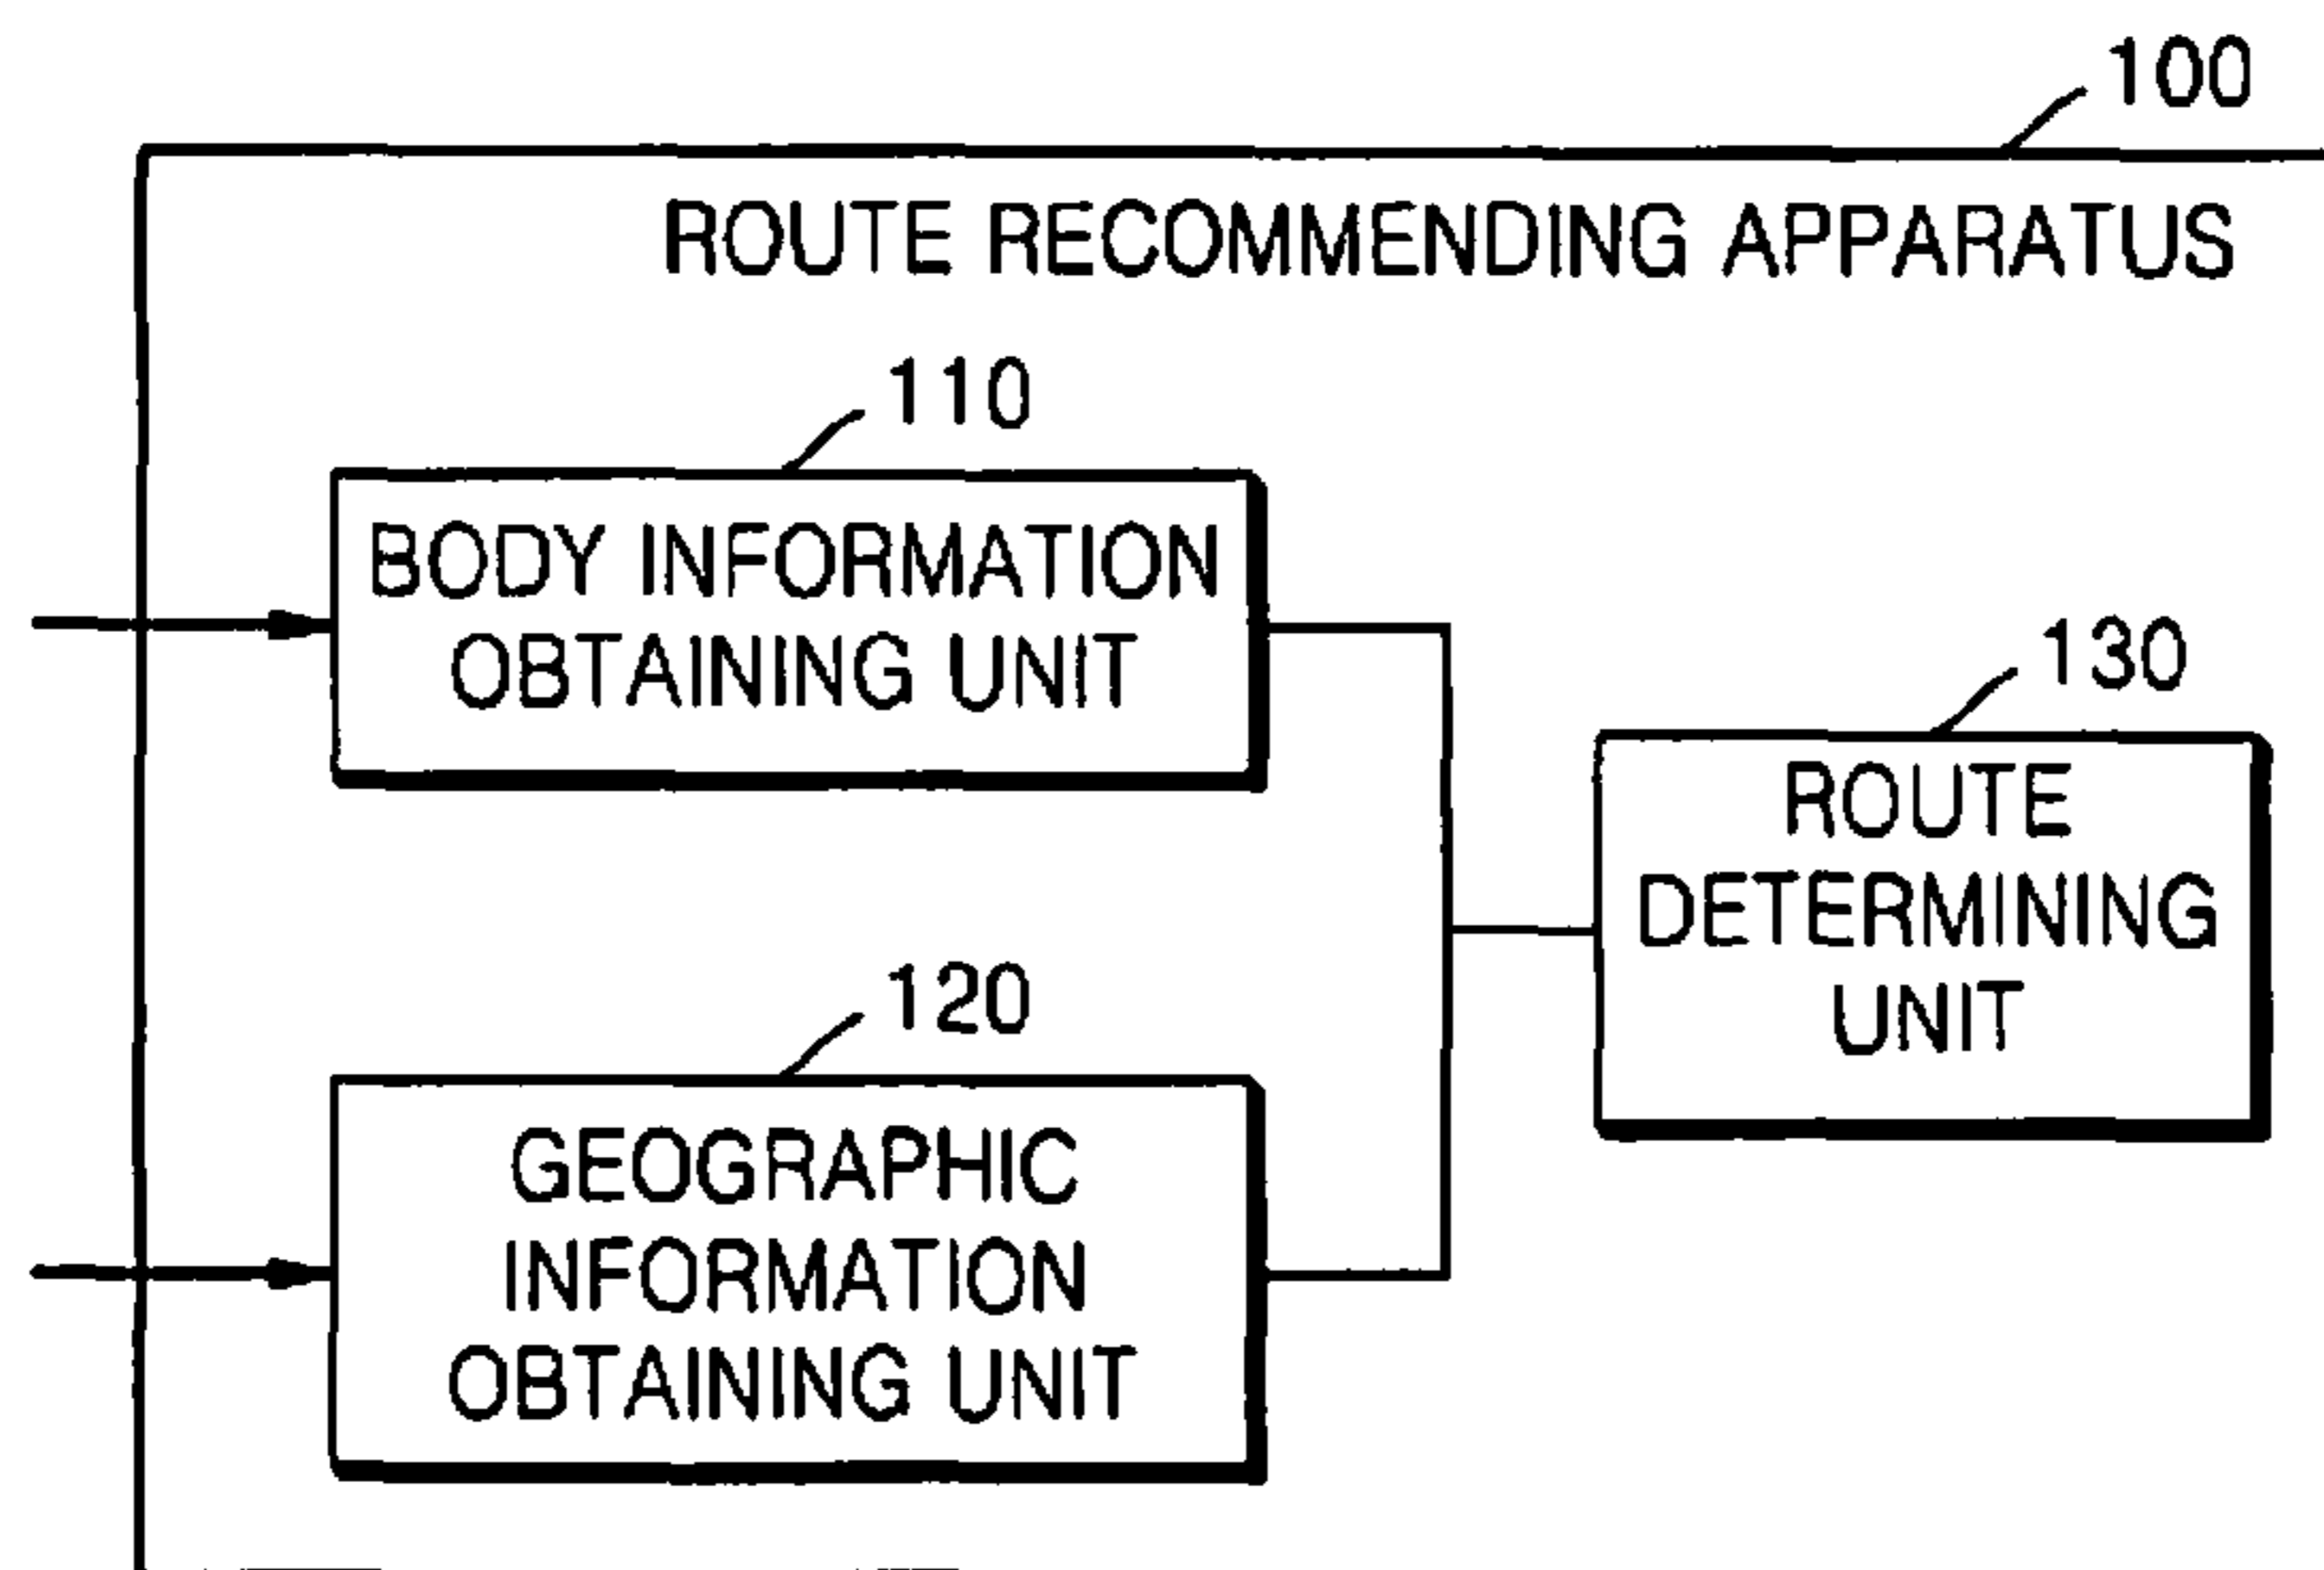 100
ROUTE RECOMMENDING APPARATUS
110
BODY INFORMATION
OBTAINING UNIT
130
ROUTE
DETERMINING
UNIT
120
GEOGRAPHIC
INFORMATION
OBTAINING UNIT